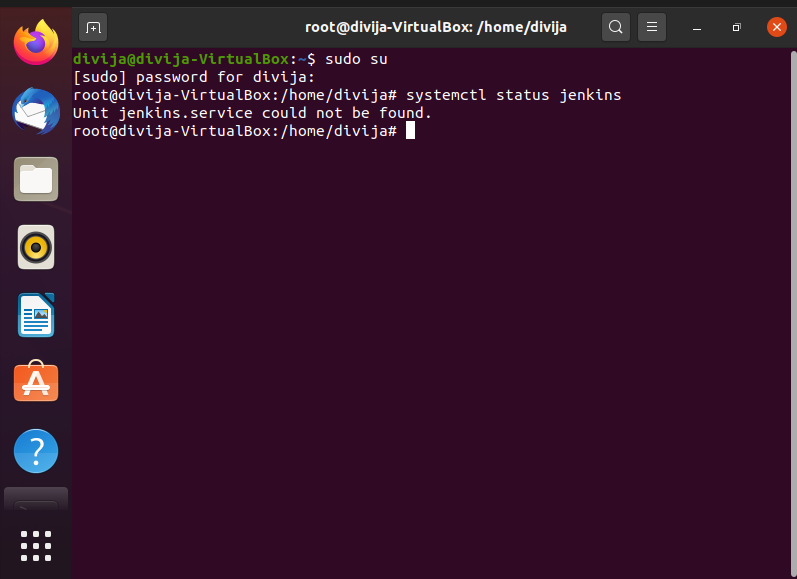 root@divija-VirtualBox: /home/divija
divija@divija-VirtualBox:~$ sudo su
[sudo] password for divija:
root@divija-VirtualBox:/home/divija# systemctl status jenkins
Unit jenkins.service could not be found.
root@divija-VirtualBox:/home/divija#